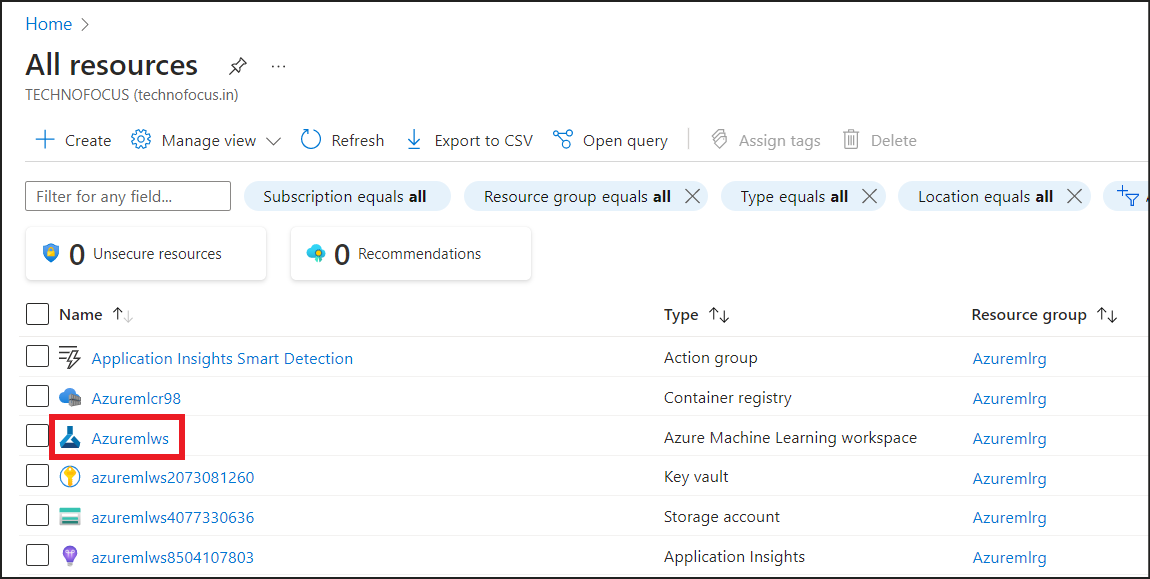 Home
All resources
TECHNOFOCUS (technofocus.in)
Create Manage view Refresh Export to CSV Open query Assign tags Delete
Filter for any field... Subscription equals all Resource group equals all Type equals all Location equals all
0 Unsecure resources 0 Recommendations
Name Type Resource group
Application Insights Smart Detection Action group Azuremlrg
Azuremlcr98 Container registry Azuremlrg
Azuremlws Azure Machine Learning workspace Azuremlrg
azuremlws2073081260 Key vault Azuremlrg
azuremlws4077330636 Storage account Azuremlrg
azuremlws8504107803 Application Insights Azuremlrg